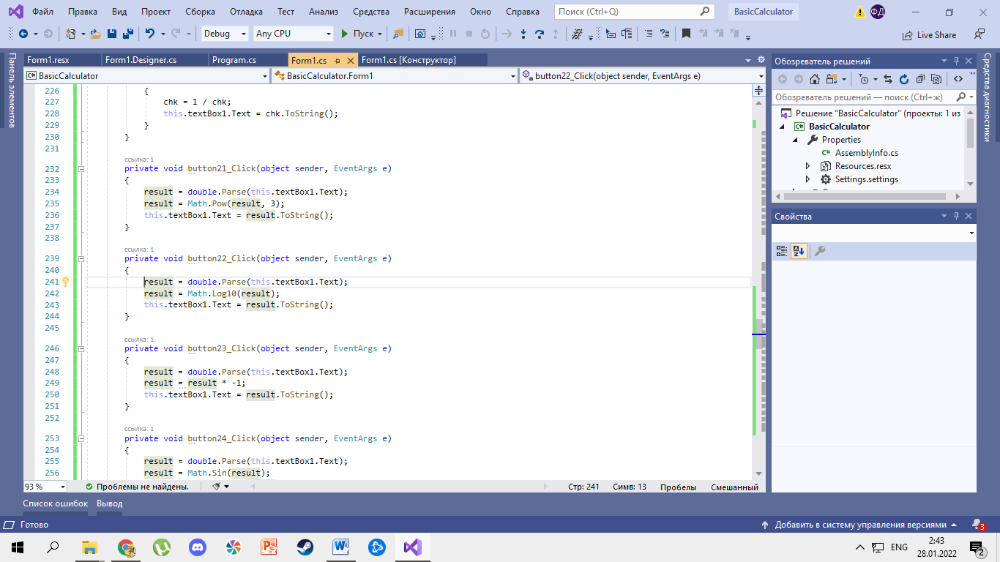 Файл Правка Вид Проект Сборка Отладка Тест Анализ Средства Расширения Окно Справка Поиск (Ctrl+Q) BasicCalculator ФД
Debug Any CPU Пуск Live Share
Панель элементов
Form1.resx Form1.Designer.cs Program.cs Form1.cs Form1.cs [Конструктор]
BasicCalculator BasicCalculator.Form1 button22_Click(object sender, EventArgs e)
226 {
227 chk = 1 / chk;
228 this.textBox1.Text = chk.ToString();
229 }
230 }
231
ссылка: 1
232 private void button21_Click(object sender, EventArgs e)
233 {
234 result = double.Parse(this.textBox1.Text);
235 result = Math.Pow(result, 3);
236 this.textBox1.Text = result.ToString();
237 }
238
ссылка: 1
239 private void button22_Click(object sender, EventArgs e)
240 {
241 result = double.Parse(this.textBox1.Text);
242 result = Math.Log10(result);
243 this.textBox1.Text = result.ToString();
244 }
245
ссылка: 1
246 private void button23_Click(object sender, EventArgs e)
247 {
248 result = double.Parse(this.textBox1.Text);
249 result = result * -1;
250 this.textBox1.Text = result.ToString();
251 }
252
ссылка: 1
253 private void button24_Click(object sender, EventArgs e)
254 {
255 result = double.Parse(this.textBox1.Text);
256 result = Math.Sin(result);
93 % Проблемы не найдены. Стр: 241 Симв: 13 Пробелы Смешанный
Обозреватель решений
Обозреватель решений — поиск (Ctrl+ж)
Решение "BasicCalculator" (проекты: 1 из
BasicCalculator
Properties
AssemblyInfo.cs
Resources.resx
Settings.settings
Свойства
Средства диагностики
Список ошибок Вывод
Готово Добавить в систему управления версиями 3
ENG 2:43
28.01.2022 2